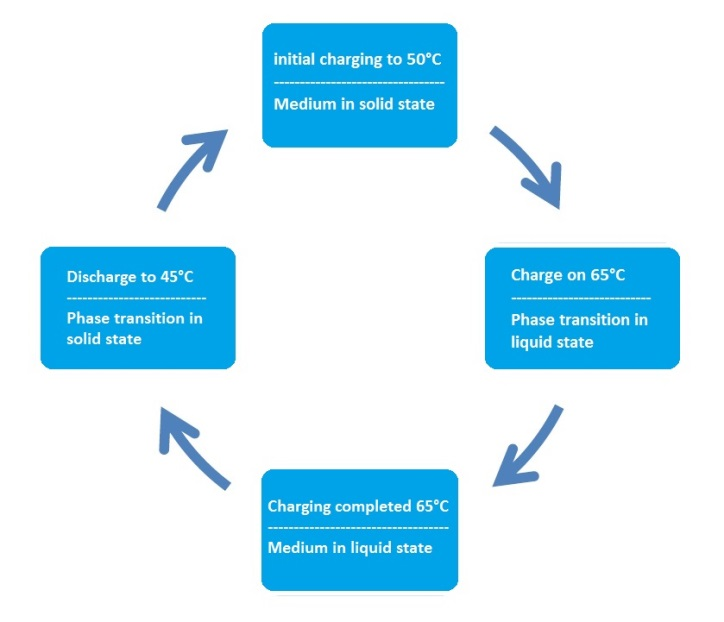 initial charging to 50°C
----------------------------------
Medium in solid state
Charge on 65°C
---------------------------
Phase transition in
liquid state
Charging completed 65°C
-----------------------------------
Medium in liquid state
Discharge to 45°C
---------------------------
Phase transition in
solid state